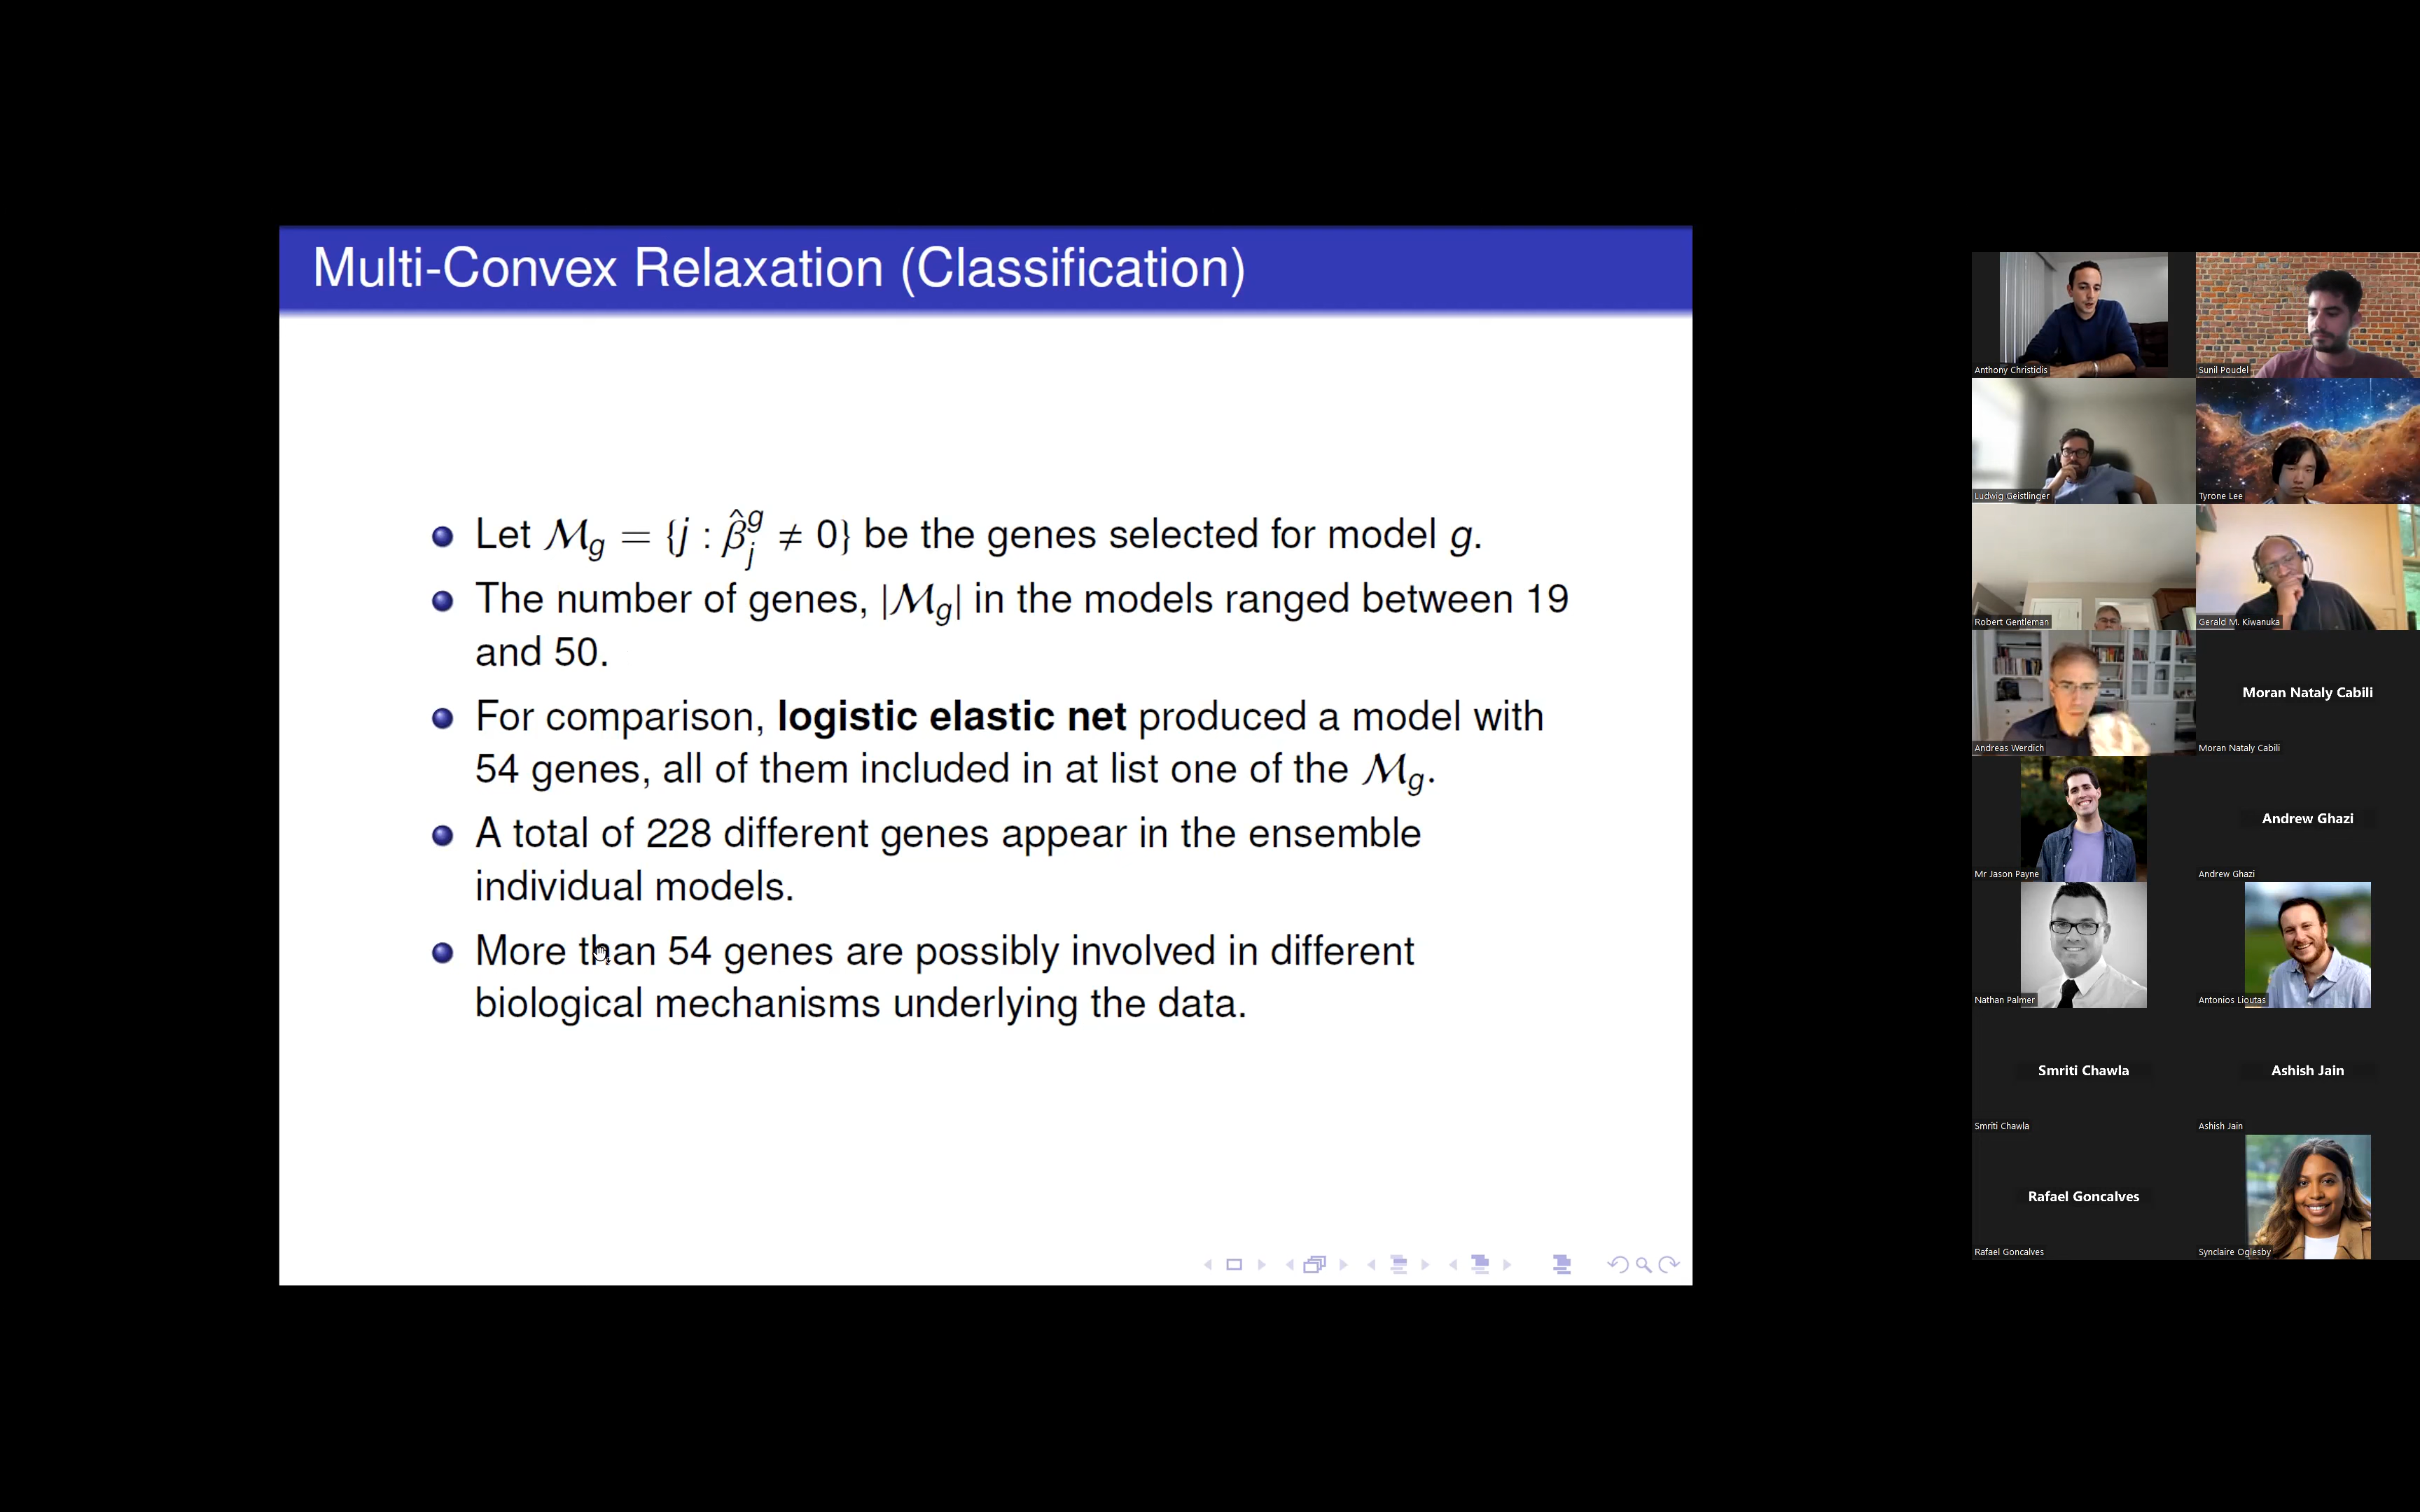 Multi-Convex Relaxation (Classification)
Let ℳg = {j : β̂jg ≠ 0} be the genes selected for model g.
The number of genes, |ℳg| in the models ranged between 19
and 50.
For comparison, logistic elastic net produced a model with
54 genes, all of them included in at list one of the ℳg.
A total of 228 different genes appear in the ensemble
individual models.
More than 54 genes are possibly involved in different
biological mechanisms underlying the data.
Anthony Christidis
Sunil Poudel
Ludwig Geistlinger
Tyrone Lee
Robert Gentleman
Gerald M. Kiwanuka
Andreas Werdich
Moran Nataly Cabili
Moran Nataly Cabili
Mr Jason Payne
Andrew Ghazi
Andrew Ghazi
Nathan Palmer
Antonios Lioutas
Smriti Chawla
Smriti Chawla
Ashish Jain
Ashish Jain
Rafael Goncalves
Rafael Goncalves
Synclaire Oglesby